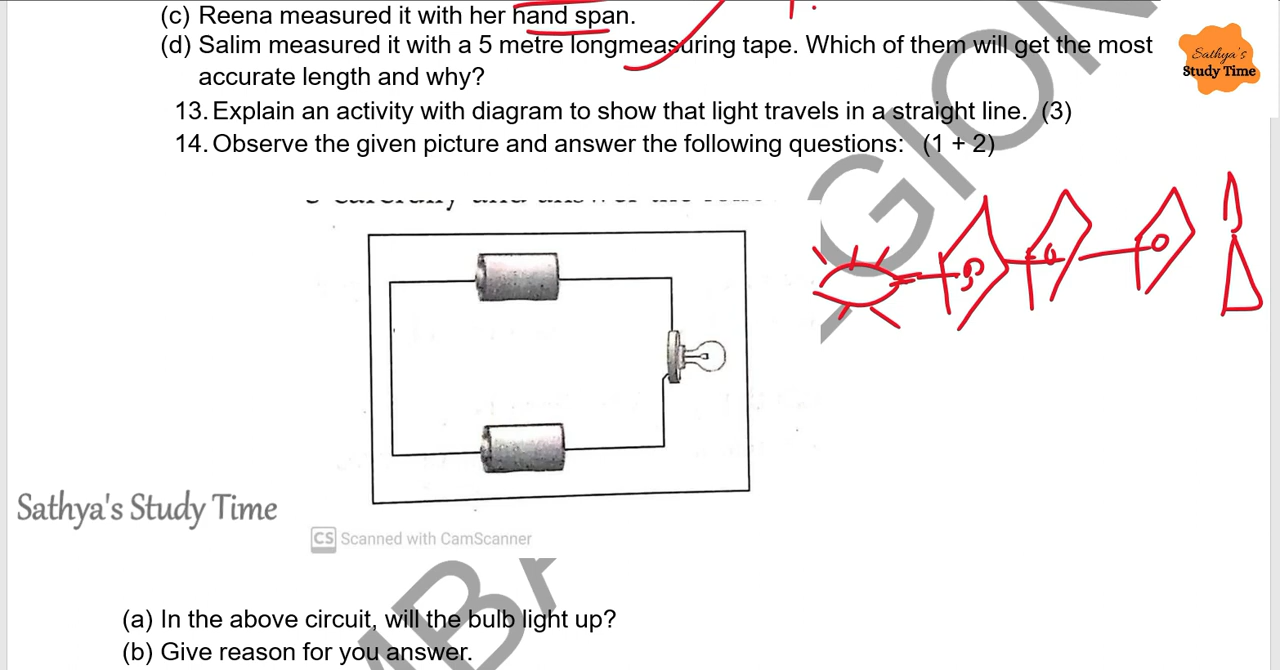 (c) Reena measured it with her hand span.
(d) Salim measured it with a 5 metre longmeasuring tape. Which of them will get the most
accurate length and why?
Sathya's
Study Time
13. Explain an activity with diagram to show that light travels in a straight line. (3)
14. Observe the given picture and answer the following questions: (1 + 2)
GION
Sathya's Study Time
CS Scanned with CamScanner
MBA
(a) In the above circuit, will the bulb light up?
(b) Give reason for you answer.